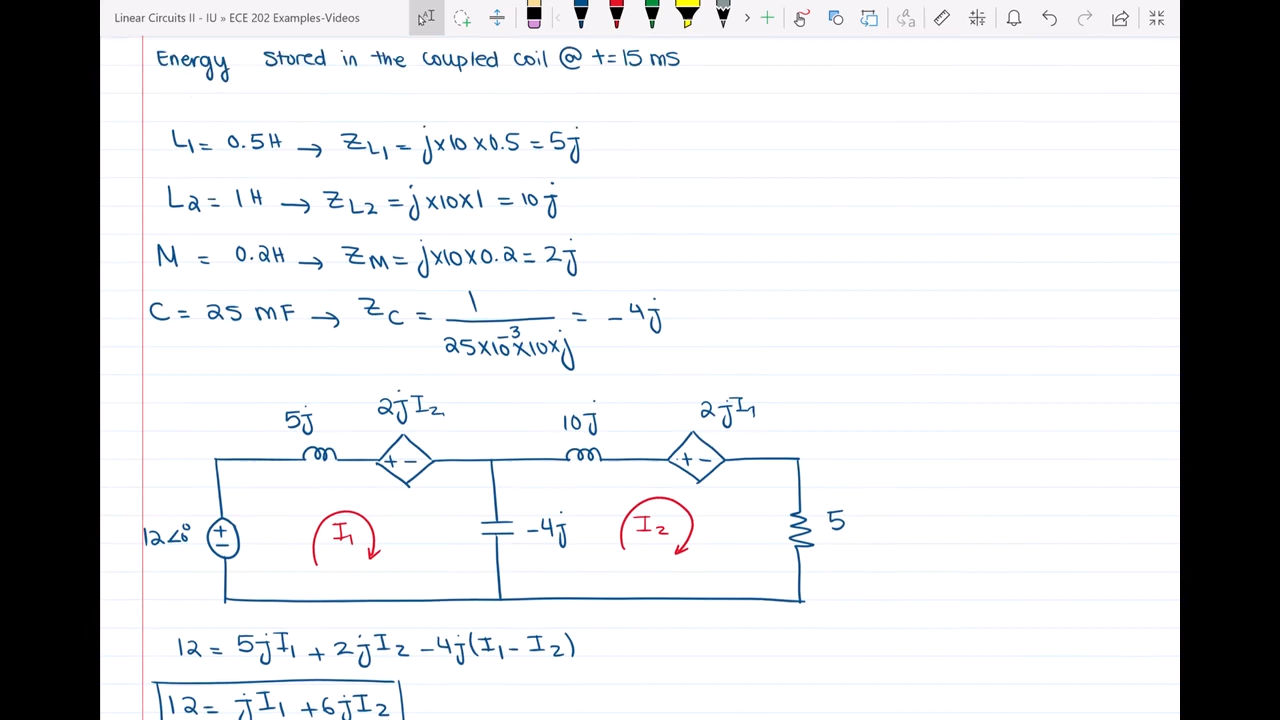 Linear Circuits II - IU » ECE 202 Examples-Videos
Energy stored in the coupled coil @ t=15 ms
L1 = 0.5H → ZL1 = j×10×0.5 = 5j
L2 = 1H → ZL2 = j×10×1 = 10j
M = 0.2H → ZM = j×10×0.2 = 2j
C = 25 mF → ZC = 1 / 25×10^-3×10×j = -4j
5j 2jI2 10j 2jI1
+ - + -
12∠0° + - I1 -4j I2 5
12 = 5jI1 + 2jI2 - 4j(I1 - I2)
12 = jI1 + 6jI2